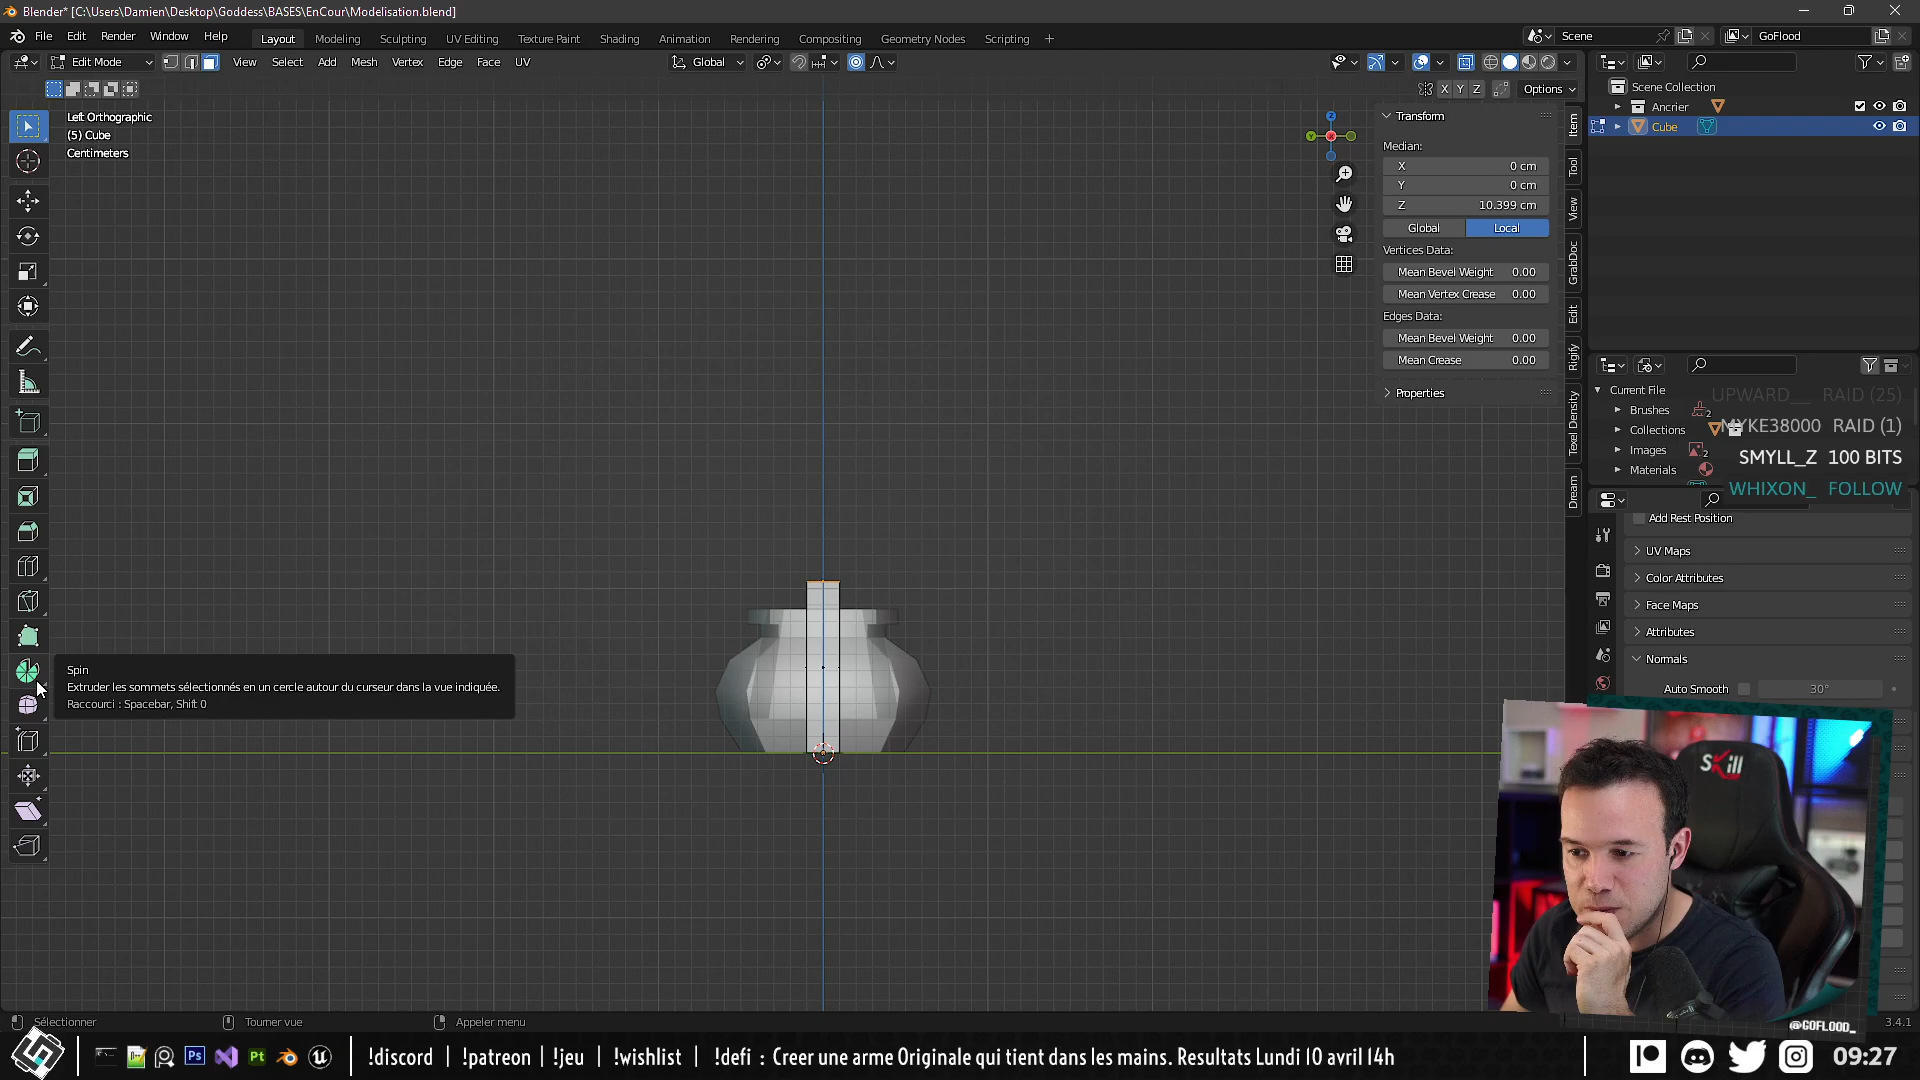 Blender* [C:\Users\Damien\Desktop\Goddess\BASES\EnCour\Modelisation.blend]
File Edit Render Window Help
Layout Modeling Sculpting UV Editing Texture Paint Shading Animation Rendering Compositing Geometry Nodes Scripting +
Scene
GoFlood
Edit Mode
View Select Add Mesh Vertex Edge Face UV
Global
X Y Z
Options
Left Orthographic
(5) Cube
Centimeters
Transform
Median:
X 0 cm
Y 0 cm
Z 10.399 cm
Global Local
Vertices Data:
Mean Bevel Weight 0.00
Mean Vertex Crease 0.00
Edges Data:
Mean Bevel Weight 0.00
Mean Crease 0.00
Properties
Item
Tool
View
GrabDoc
Edit
Rigify
Texel Density
Dream
Scene Collection
Ancrier
Cube
Current File
Brushes 2
Collections
Images 2
Materials
UPWARD__ RAID (25)
MYKE38000 RAID (1)
SMYLL_Z 100 BITS
WHIXON_ FOLLOW
Add Rest Position
UV Maps
Color Attributes
Face Maps
Attributes
Normals
Auto Smooth 30°
Spin
Extruder les sommets sélectionnés en un cercle autour du curseur dans la vue indiquée.
Raccourci : Spacebar, Shift 0
SKill
@GOFLOOD_
Sélectionner
Tourner vue
Appeler menu
3.4.1
Ps
Pt
!discord | !patreon | !jeu | !wishlist | !defi : Creer une arme Originale qui tient dans les mains. Resultats Lundi 10 avril 14h
09:27